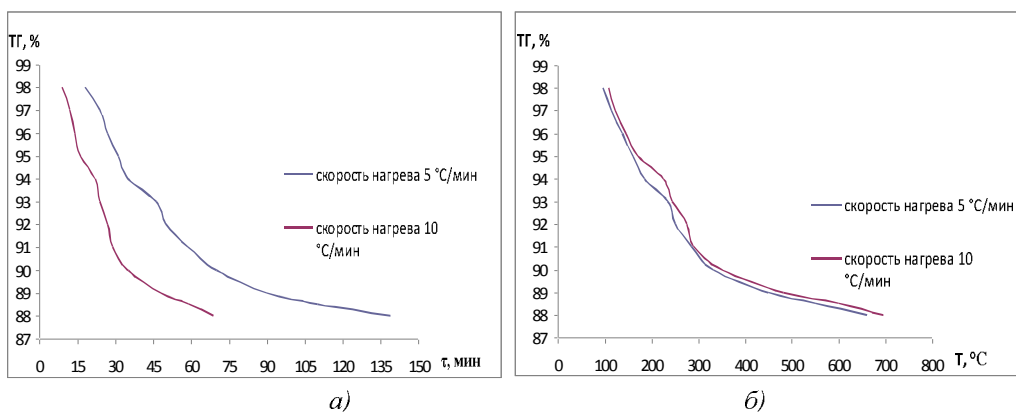 ТГ, %
99
98
97
96
95
94
93
92
91
90
89
88
87
0 15 30 45 60 75 90 105 120 135 150
τ, мин
скорость нагрева 5 °С/мин
скорость нагрева 10
°С/мин
а)
ТГ, %
99
98
97
96
95
94
93
92
91
90
89
88
87
0 100 200 300 400 500 600 700 800
Т, °С
скорость нагрева 5 °С/мин
скорость нагрева 10
°С/мин
б)